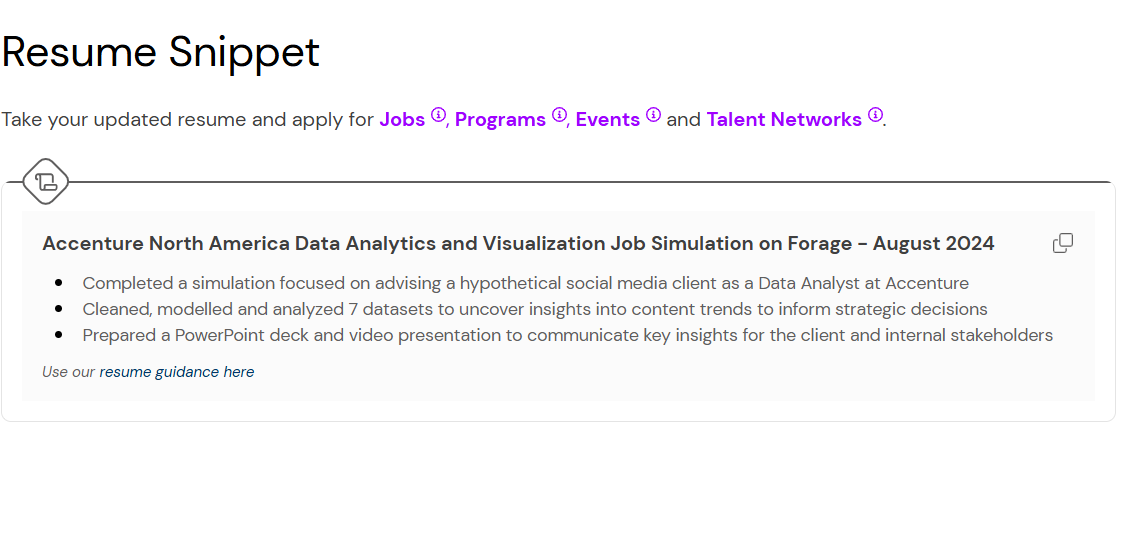 Resume Snippet
Take your updated resume and apply for Jobs, Programs, Events and Talent Networks.
Accenture North America Data Analytics and Visualization Job Simulation on Forage - August 2024
Completed a simulation focused on advising a hypothetical social media client as a Data Analyst at Accenture
Cleaned, modelled and analyzed 7 datasets to uncover insights into content trends to inform strategic decisions
Prepared a PowerPoint deck and video presentation to communicate key insights for the client and internal stakeholders
Use our resume guidance here